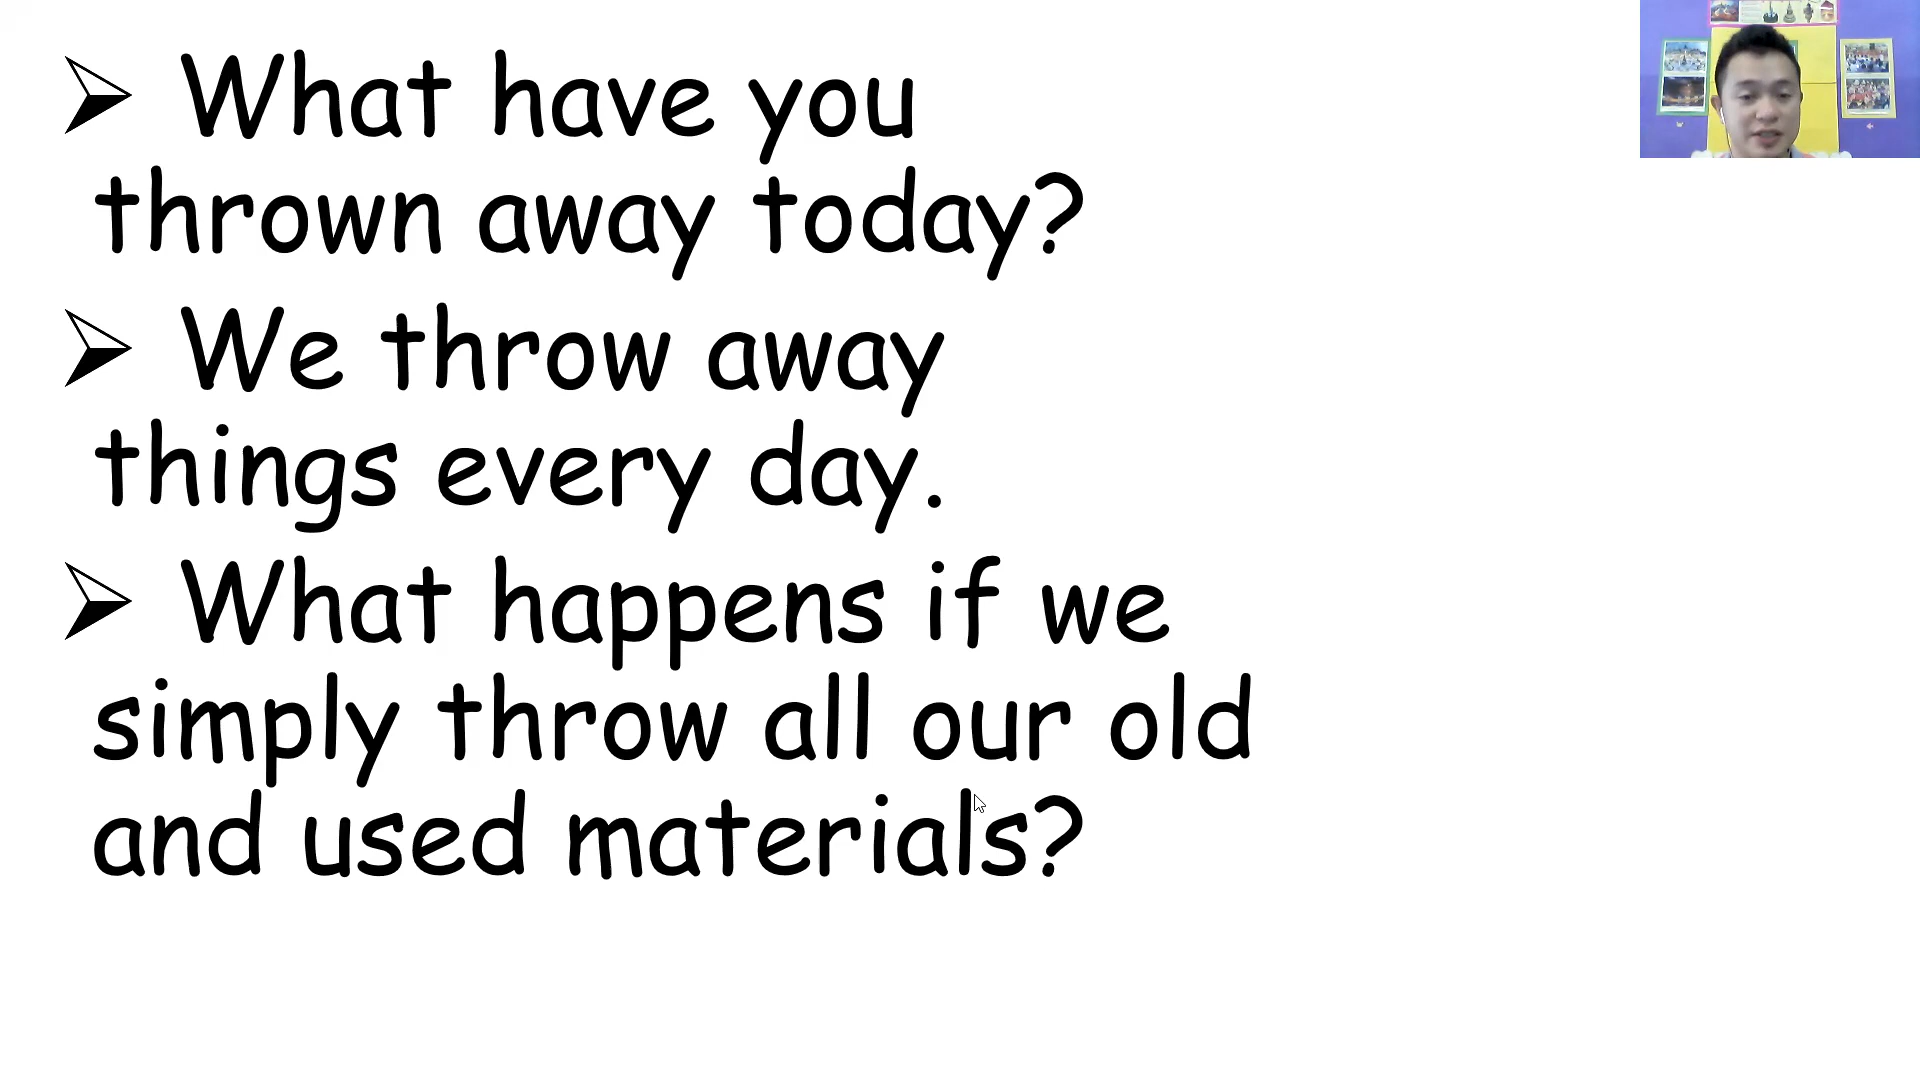 ➢ What have you
thrown away today?
➢ We throw away
things every day.
➢ What happens if we
simply throw all our old
and used materials?